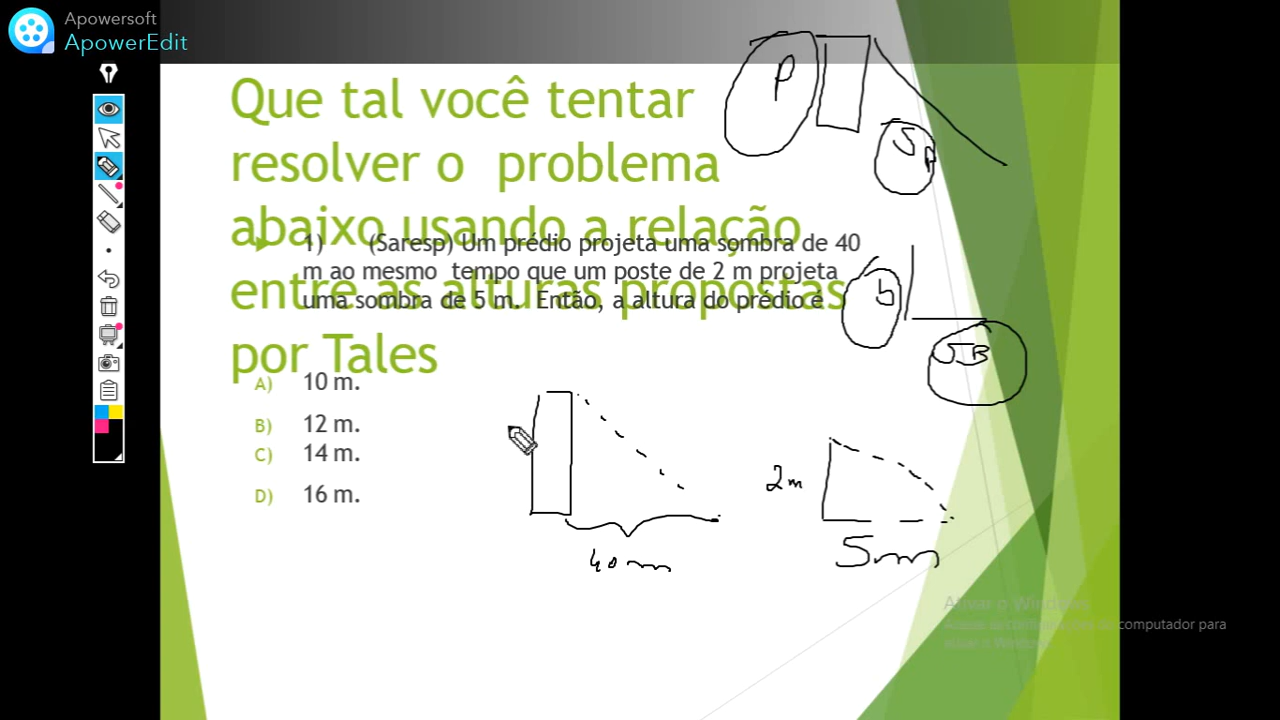 Apowersoft
ApowerEdit
Que tal você tentar
resolver o problema
abaixo usando a relação
entre as alturas propostas
por Tales
1) (Saresp) Um prédio projeta uma sombra de 40
m ao mesmo tempo que um poste de 2 m projeta
uma sombra de 5 m. Então, a altura do prédio é
A) 10 m.
B) 12 m.
C) 14 m.
D) 16 m.
P
SP
b
SB
2m
40m
5m
Ativar o Windows
computador para